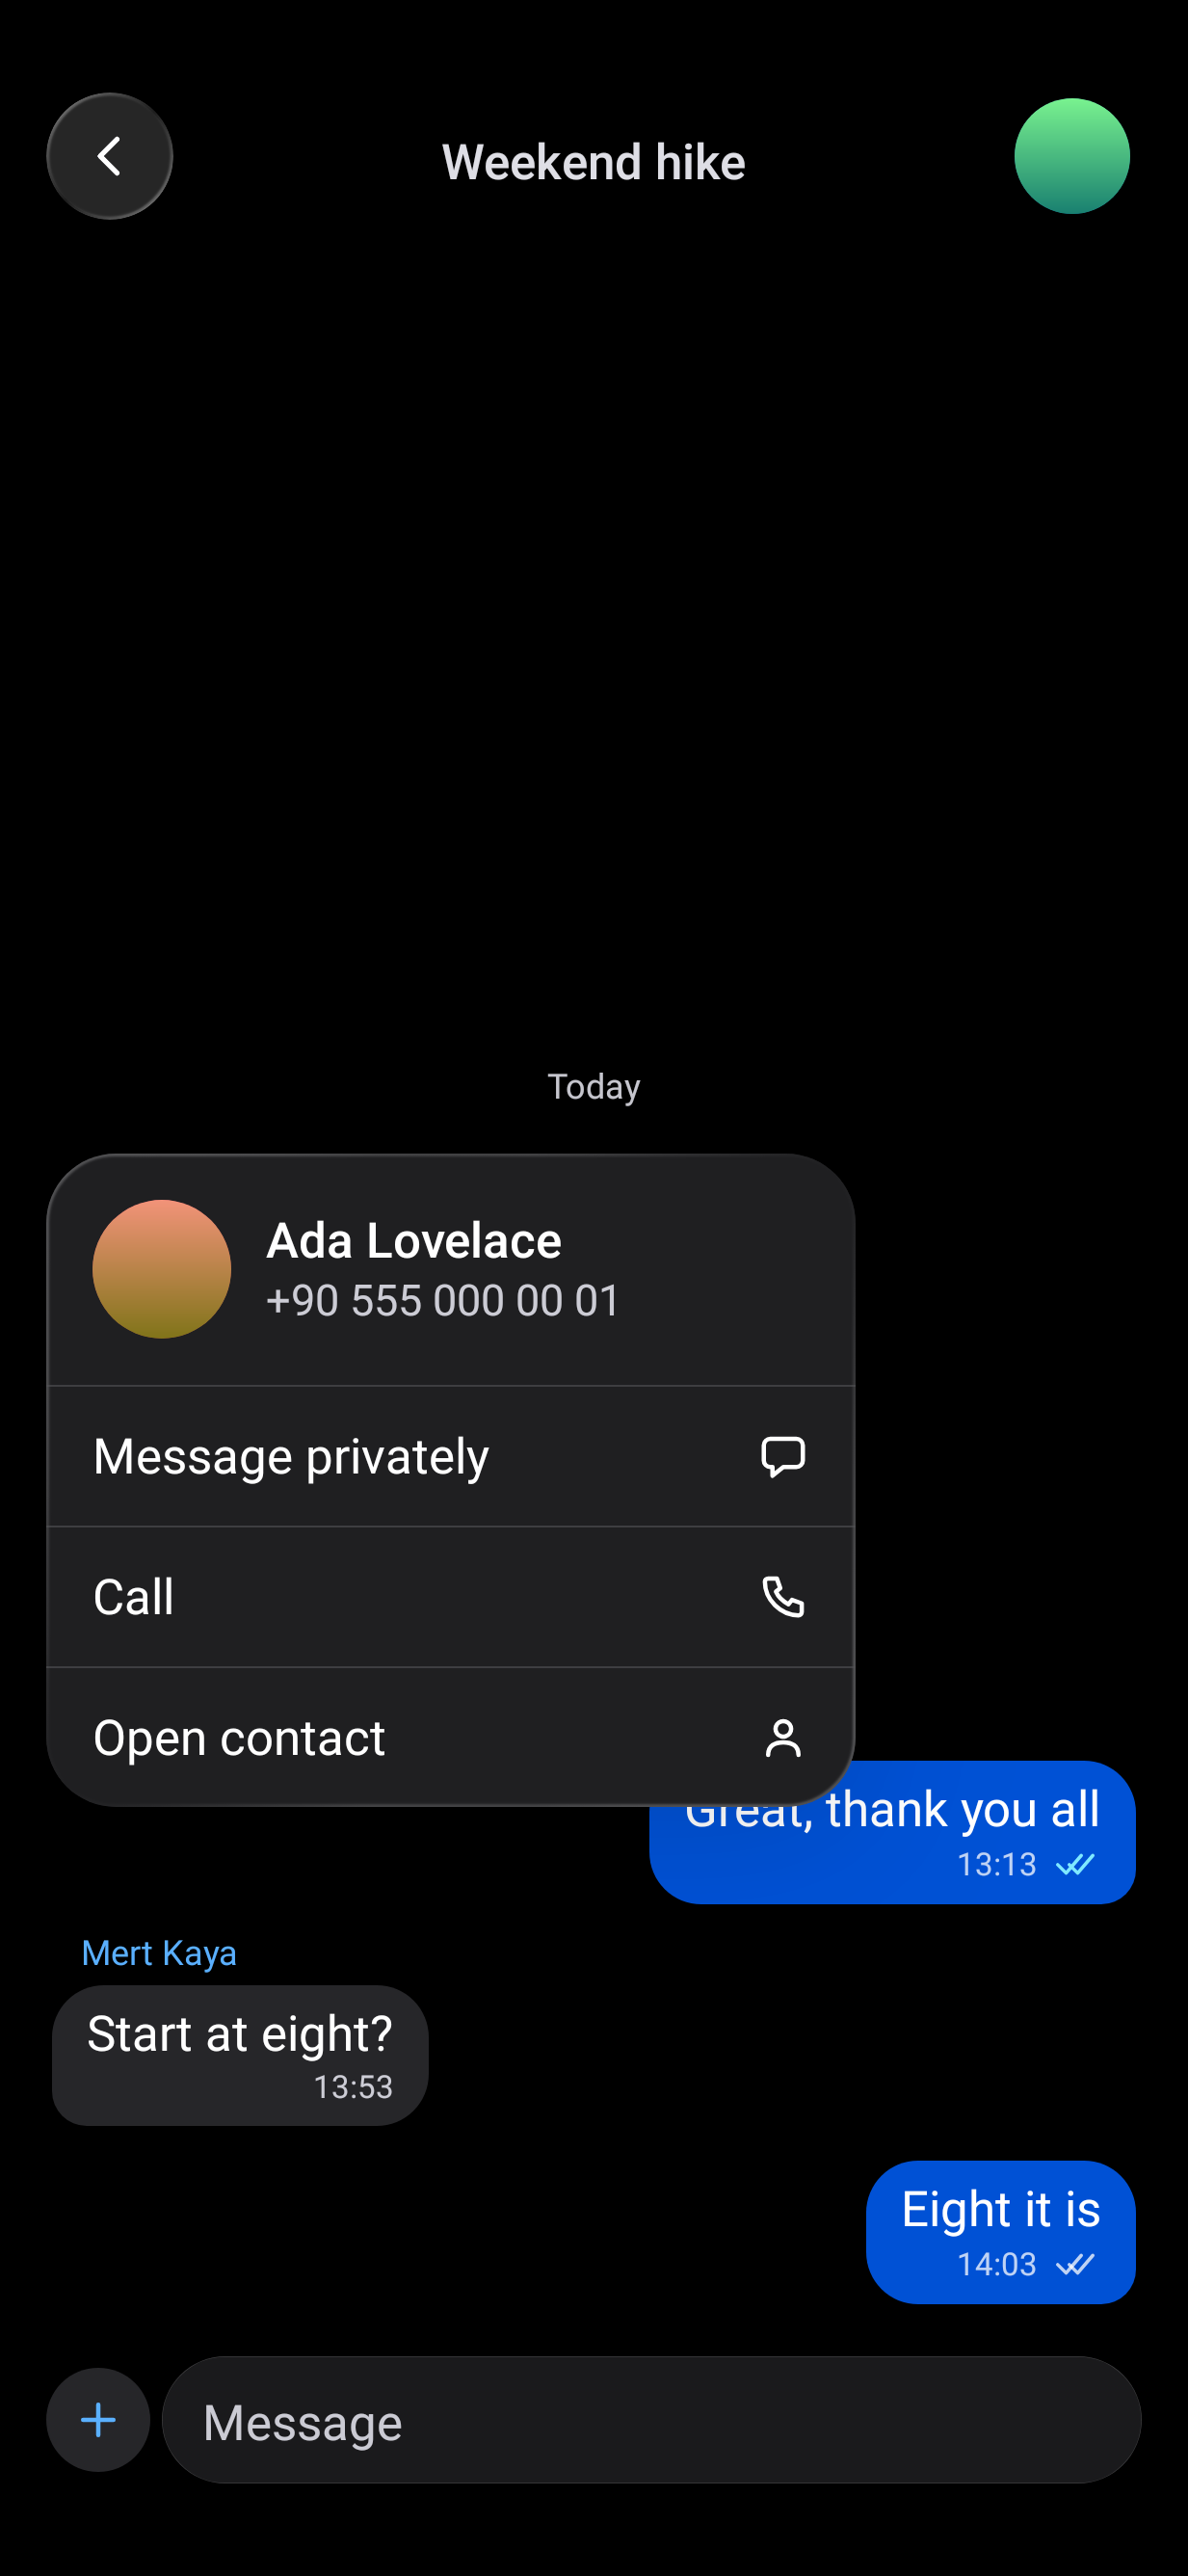 Weekend hike
Today
Ada Lovelace
+90 555 000 00 01
Message privately
Call
Open contact
Great, thank you all
13:13
Mert Kaya
Start at eight?
13:53
Eight it is
14:03
Message